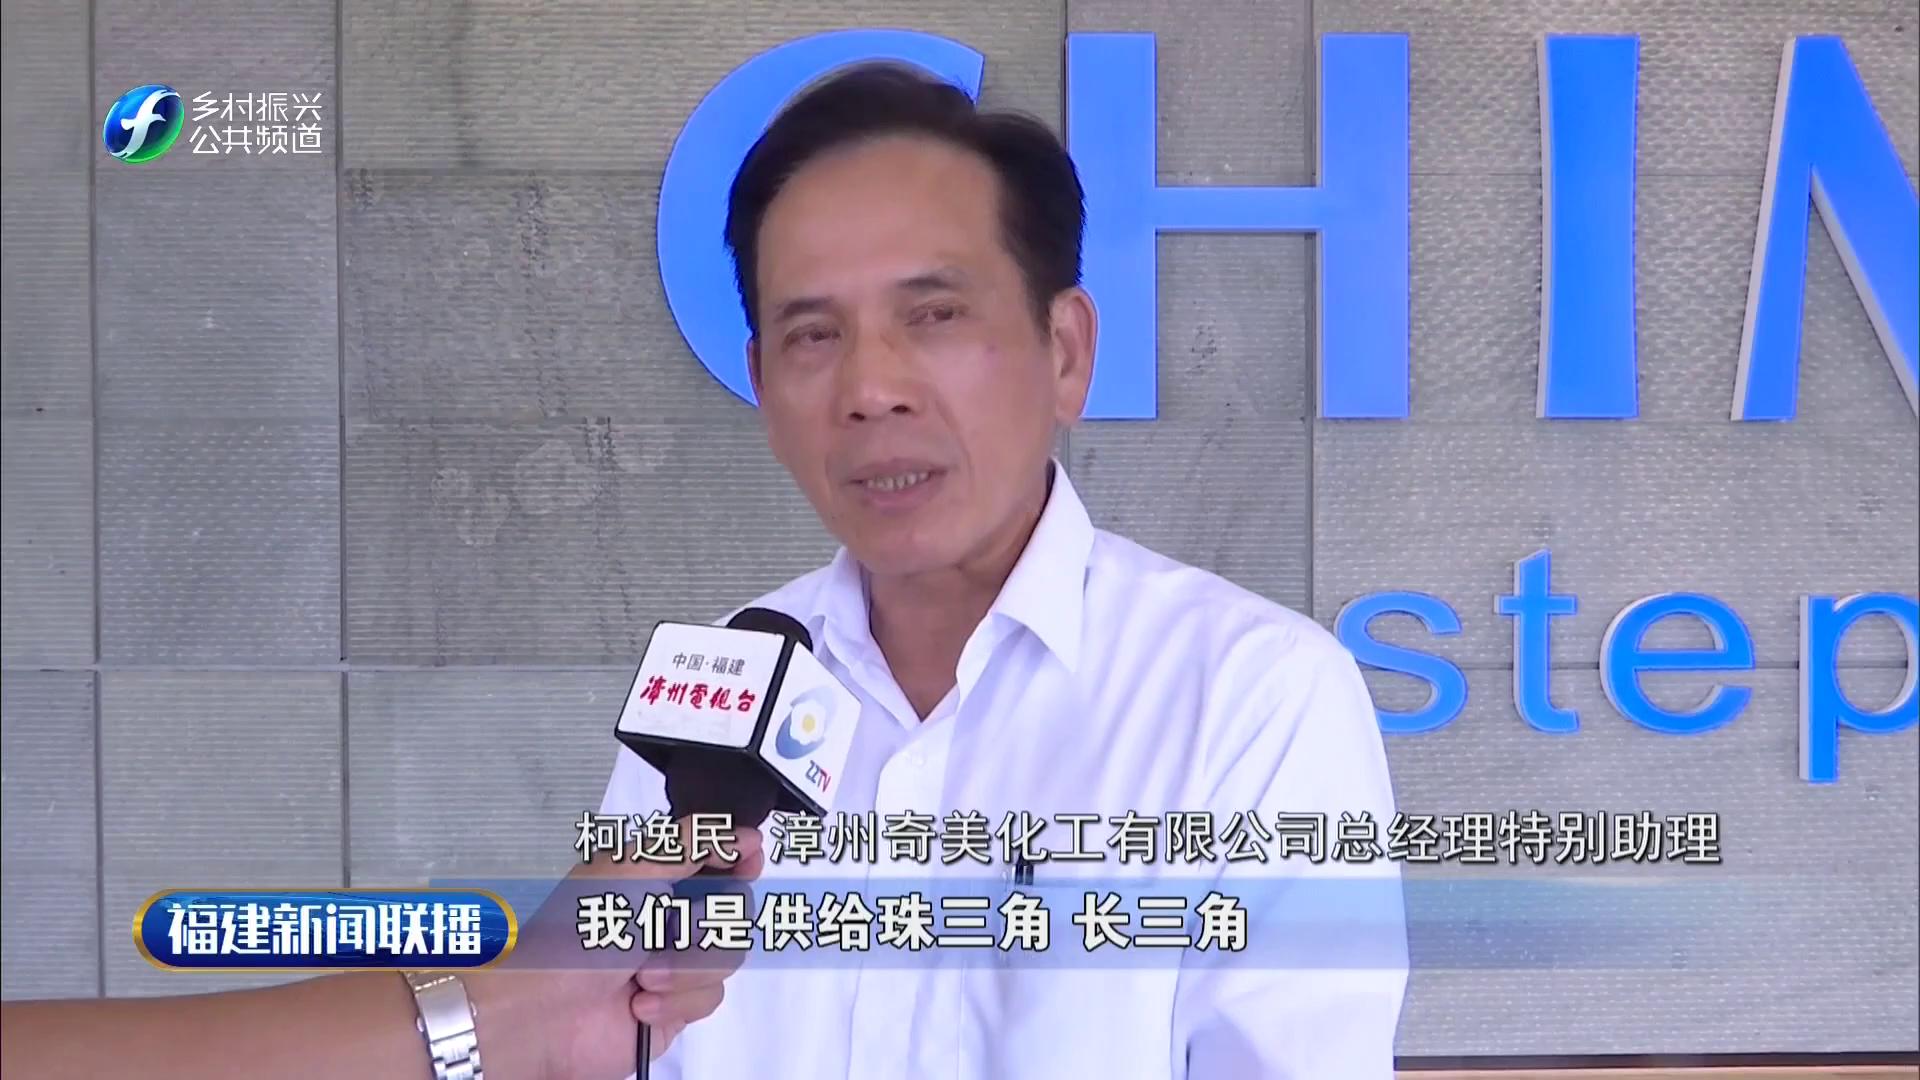 乡村振兴
公共频道
CHIM
step
中国·福建
漳州電視台
ZZTV
柯逸民 漳州奇美化工有限公司总经理特别助理
福建新闻联播
我们是供给珠三角 长三角